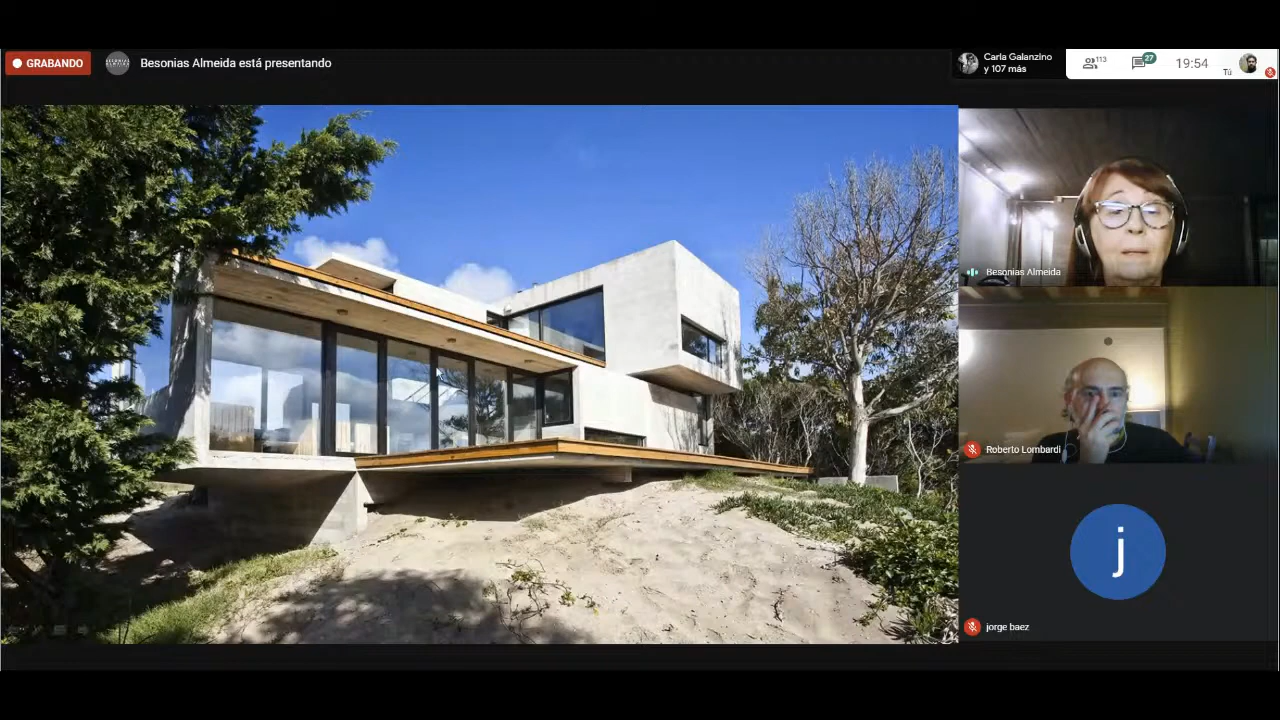 GRABANDO
Besonias Almeida está presentando
Carla Galanzino
y 107 más
113
27
19:54
Tú
Besonias Almeida
Roberto Lombardi
j
jorge baez